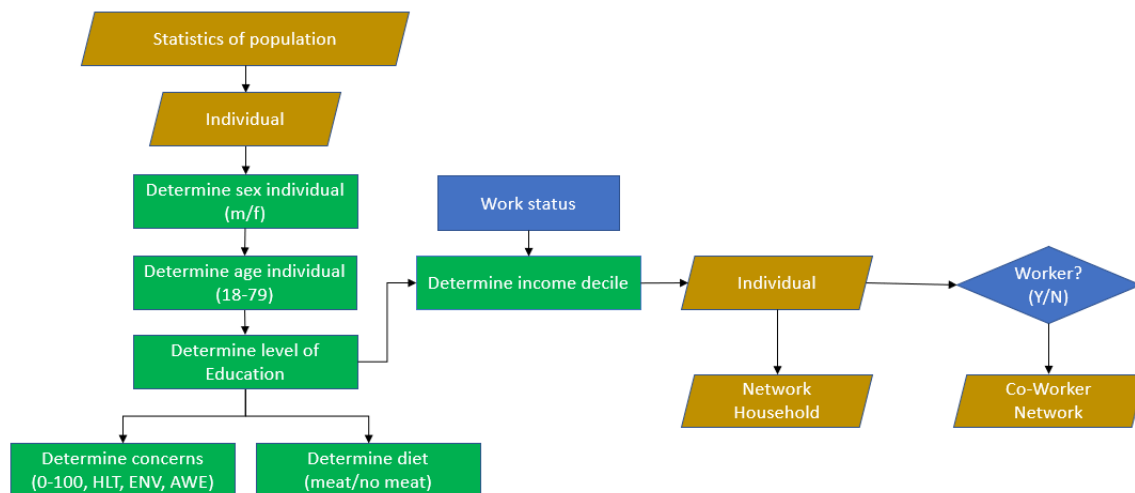 Statistics of population
Individual
Determine sex individual
(m/f)
Work status
Determine age individual
(18-79)
Determine income decile
Individual
Worker?
(Y/N)
Determine level of
Education
Network
Household
Co-Worker
Network
Determine concerns
(0-100, HLT, ENV, AWE)
Determine diet
(meat/no meat)